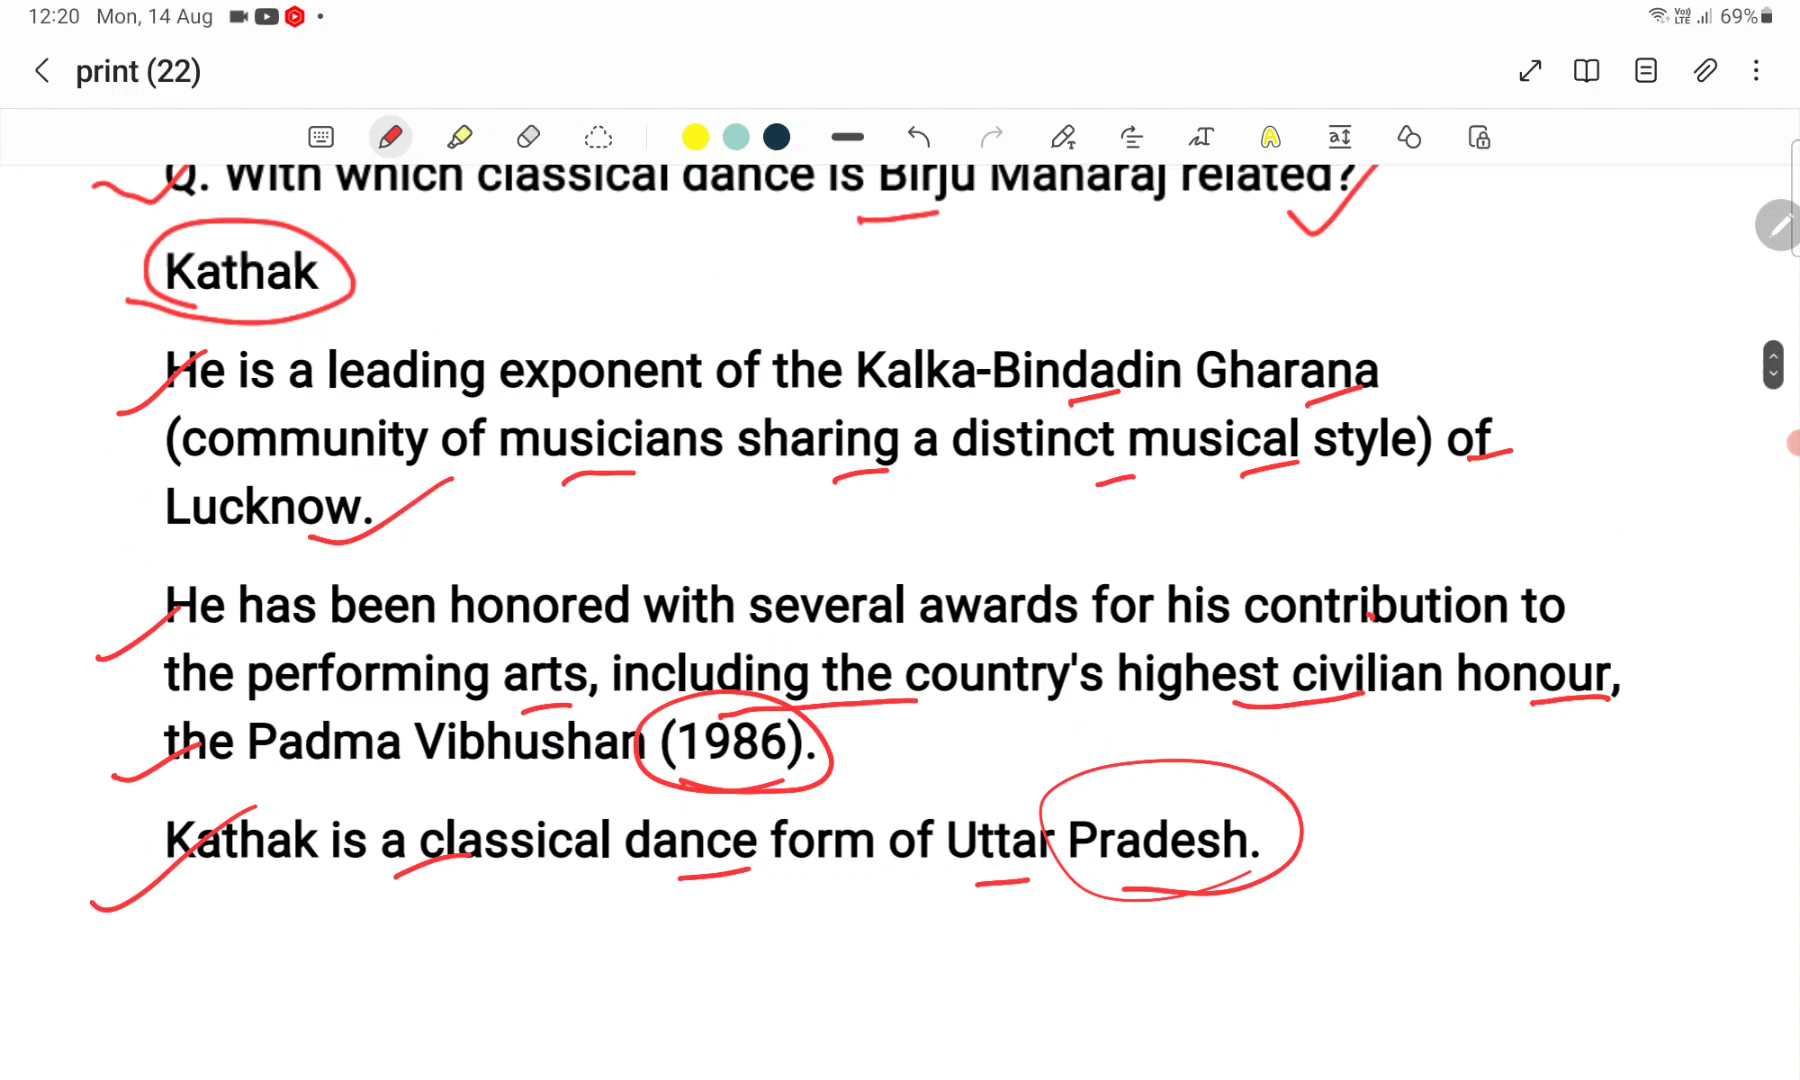 12:20 Mon, 14 Aug
Vo) LTE 69%
print (22)
Q. With which classical dance is Birju Maharaj related?
Kathak
He is a leading exponent of the Kalka-Bindadin Gharana
(community of musicians sharing a distinct musical style) of
Lucknow.
He has been honored with several awards for his contribution to
the performing arts, including the country's highest civilian honour,
the Padma Vibhushan (1986).
Kathak is a classical dance form of Uttar Pradesh.